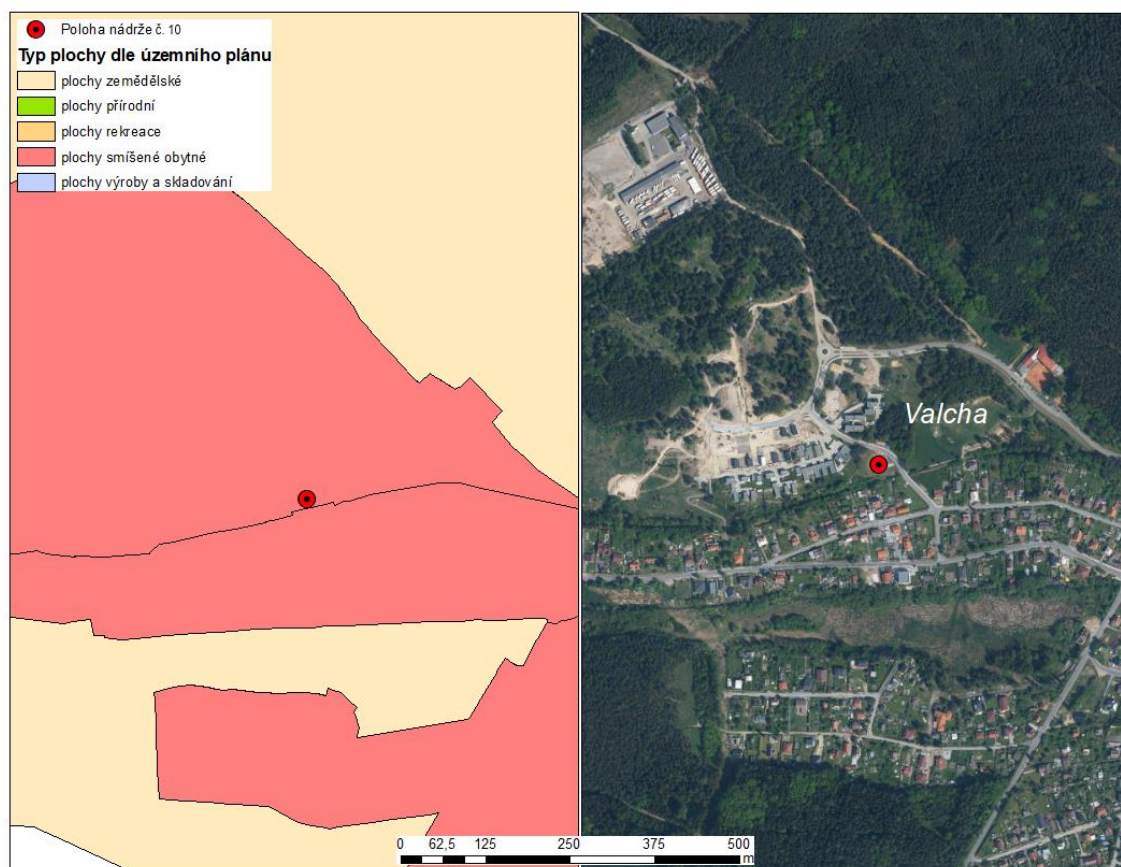 Poloha nádrže č. 10
Typ plochy dle územního plánu
plochy zemědělské
plochy přírodní
plochy rekreace
plochy smíšené obytné
plochy výroby a skladování
Valcha
0 62,5 125 250 375 500
m